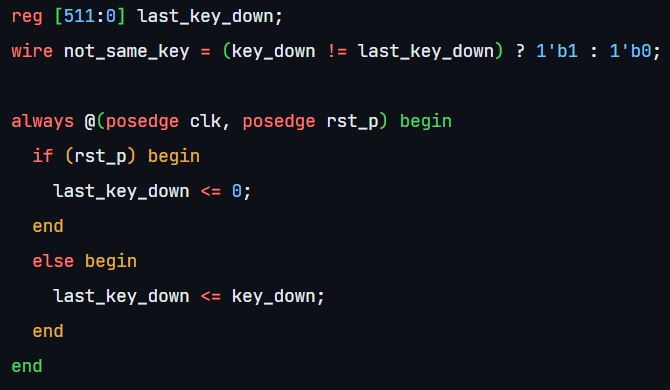 reg [511:0] last_key_down;
wire not_same_key = (key_down != last_key_down) ? 1'b1 : 1'b0;
always @(posedge clk, posedge rst_p) begin
if (rst_p) begin
last_key_down <= 0;
end
else begin
last_key_down <= key_down;
end
end